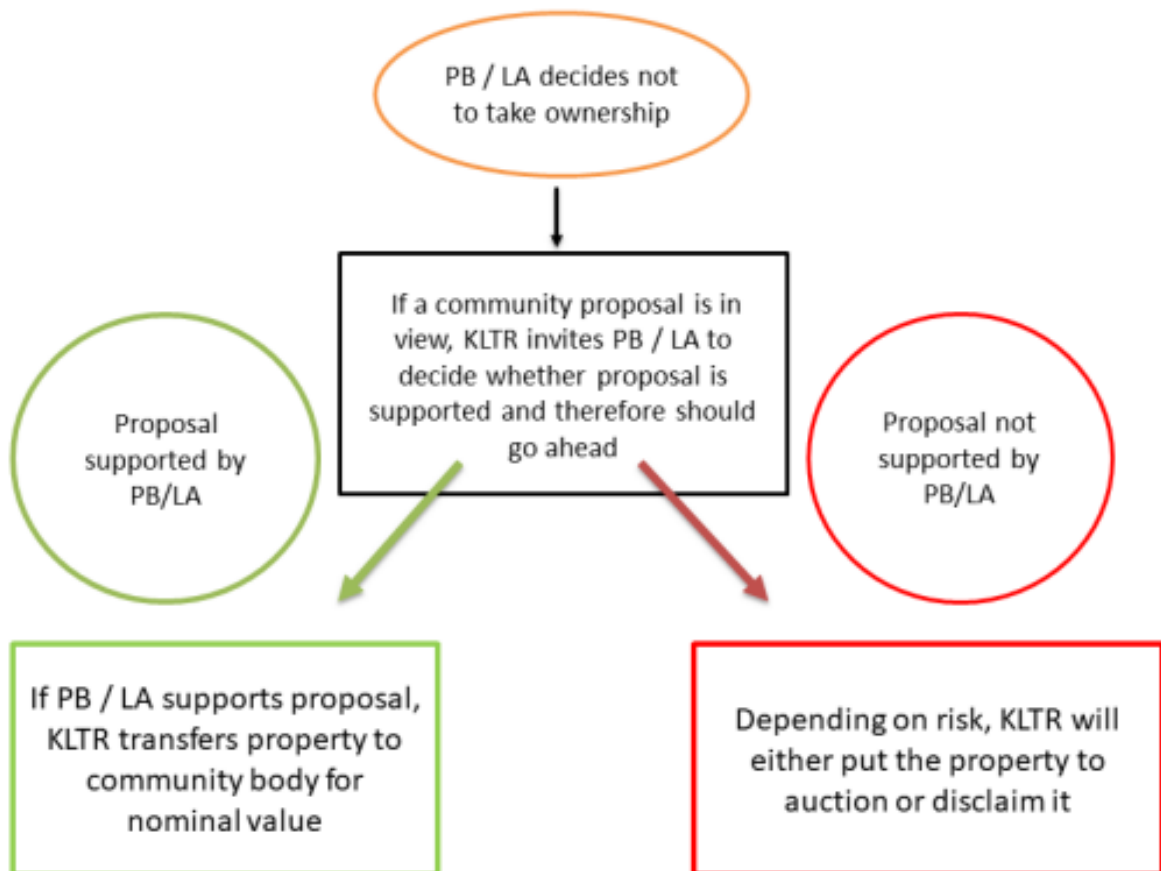 PB / LA decides not
to take ownership
If a community proposal is in
view, KLTR invites PB / LA to
decide whether proposal is
supported and therefore should
go ahead
Proposal
supported by
PB/LA
Proposal not
supported by
PB/LA
If PB / LA supports proposal,
KLTR transfers property to
community body for
nominal value
Depending on risk, KLTR will
either put the property to
auction or disclaim it